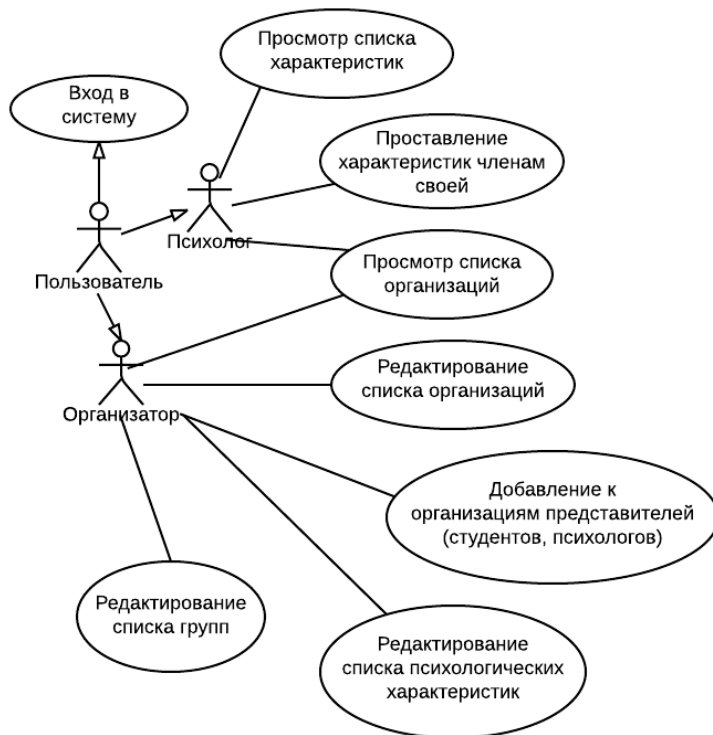 Просмотр списка
характеристик
Вход в
систему
Проставление
характеристик членам
своей
Психолог
Пользователь
Просмотр списка
организаций
Редактирование
списка организаций
Организатор
Добавление к
организациям представителей
(студентов, психологов)
Редактирование
списка групп
Редактирование
списка психологических
характеристик